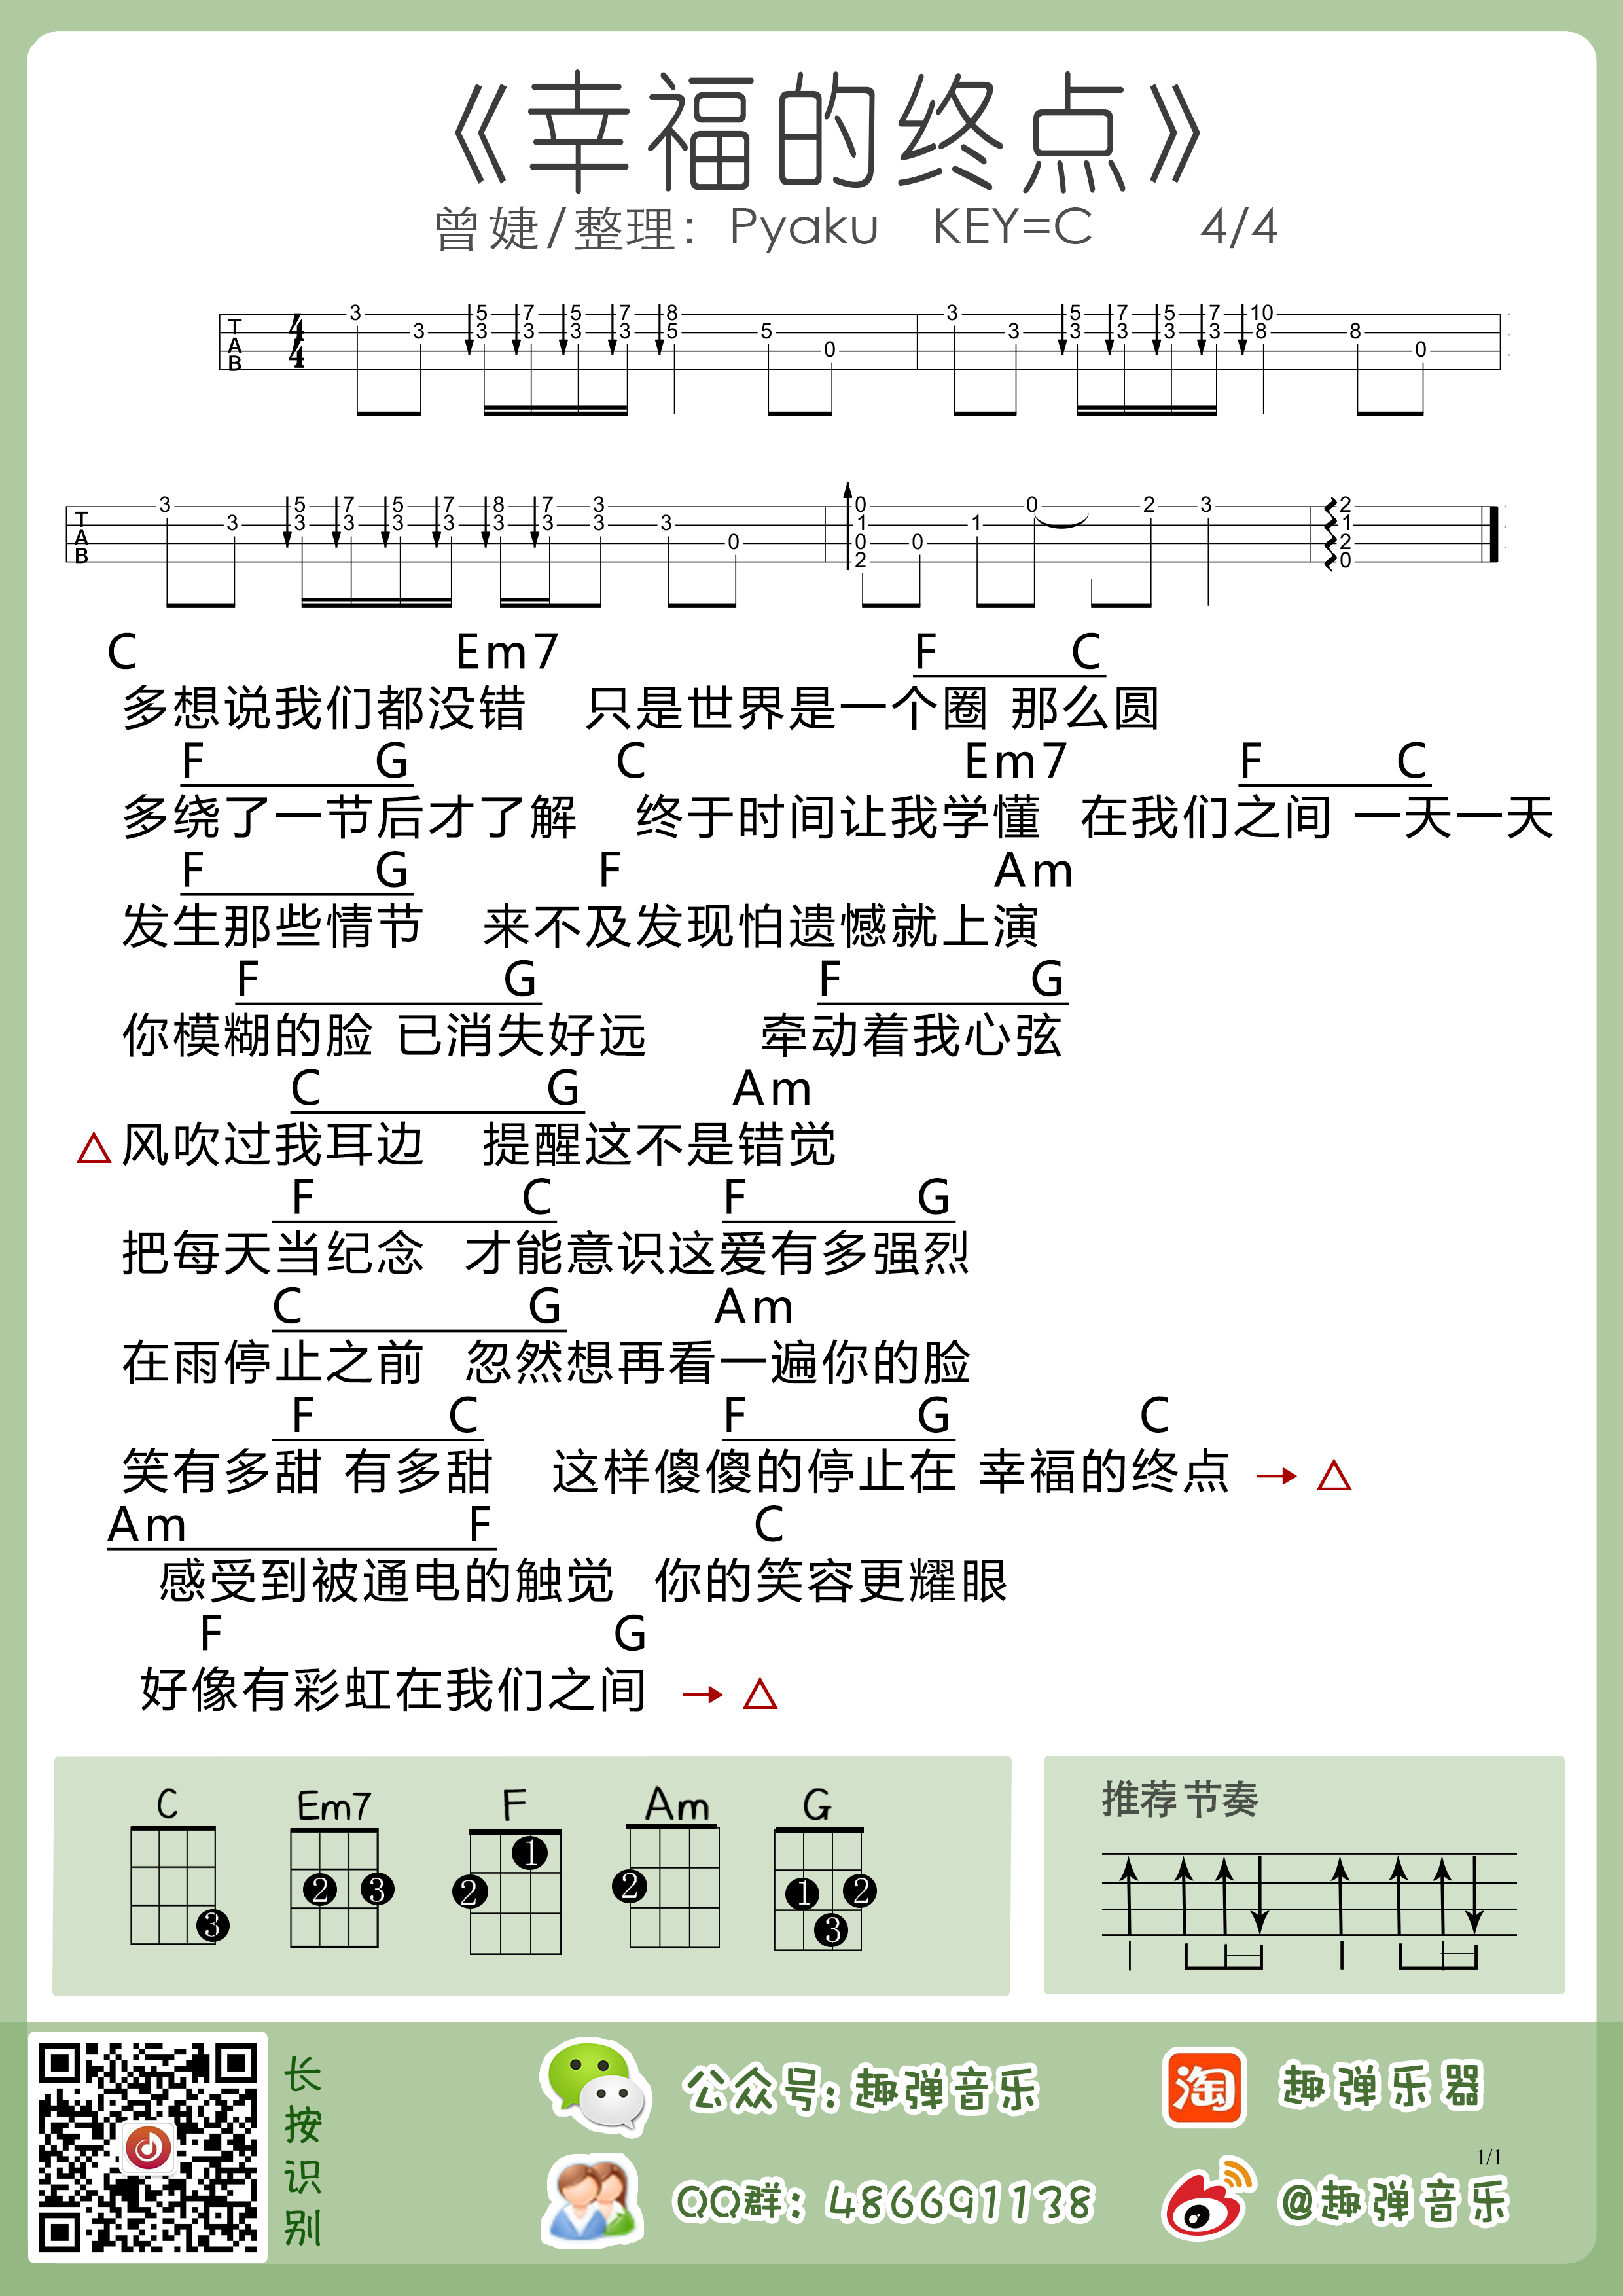 《幸福的终点》
曾婕/整理：Pyaku KEY=C 4/4
3 3 5 7 5 7 8 5 0 3 3 5 7 5 7 10 8 0
T A B 4/4 3 3 3 3 5 3 3 3 3 8
3 3 5 7 5 7 8 7 3 3 0 0 0 1 0 2 3 2
T A B 3 3 3 3 3 3 3 1 0 2 1 2 0
C Em7 F C
多想说我们都没错 只是世界是一个圈 那么圆
F G C Em7 F C
多绕了一节后才了解 终于时间让我学懂 在我们之间 一天一天
F G F Am
发生那些情节 来不及发现怕遗憾就上演
F G F G
你模糊的脸 已消失好远 牵动着我心弦
C G Am
△风吹过我耳边 提醒这不是错觉
F C F G
把每天当纪念 才能意识这爱有多强烈
C G Am
在雨停止之前 忽然想再看一遍你的脸
F C F G C
笑有多甜 有多甜 这样傻傻的停止在 幸福的终点 → △
Am F C
感受到被通电的触觉 你的笑容更耀眼
F G
好像有彩虹在我们之间 → △
C Em7 F Am G
3 2 3 1 2 2 1 2 3
推荐 节奏
长按识别
公众号：趣弹音乐
淘 趣弹乐器
QQ群：486691138
1/1
@趣弹音乐